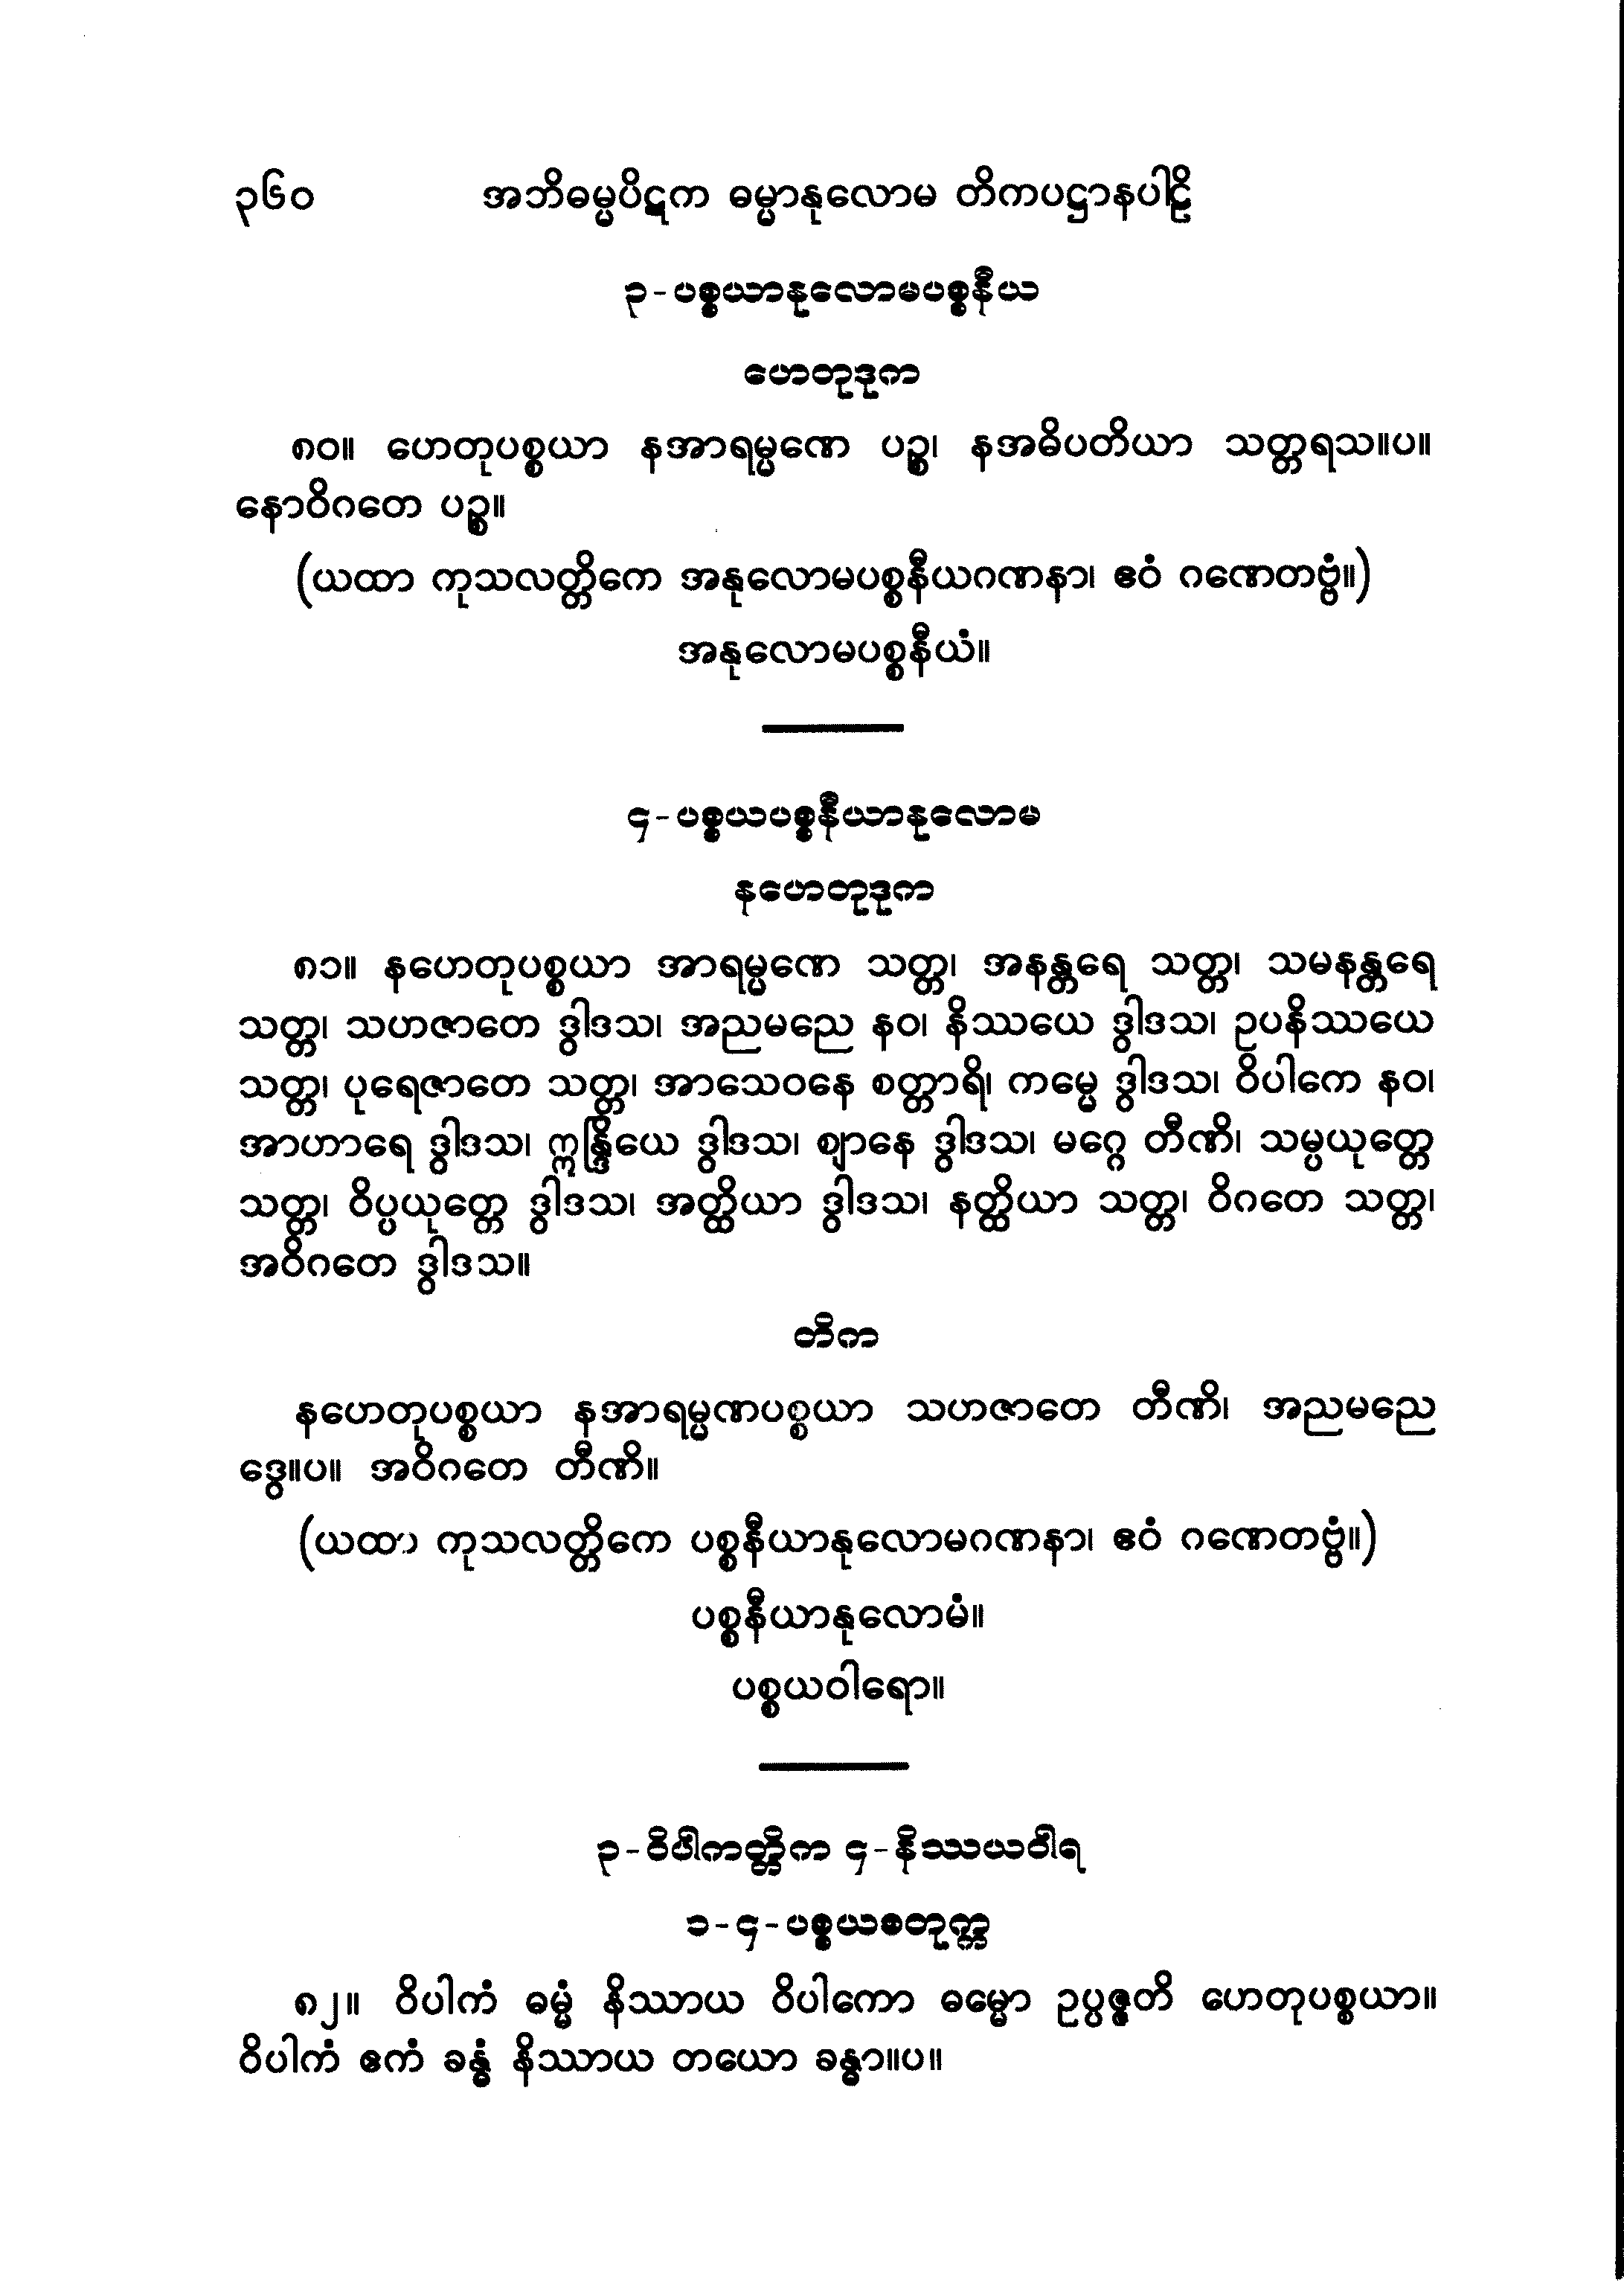 ၃၆၀ အဘိဓမ္မပိဋက ဓမ္မာနုလောမ တိကပဋ္ဌာနပါဠိ
၃-ပစ္စယာနုလောမပစ္စနီယ
ဟေတုဒုက
၈၀။ ဟေတုပစ္စယာ နအာရမ္မဏေ ပဉ္စ၊ နအဓိပတိယာ သတ္တရသ။ပ။
နောဝိဂတေ ပဉ္စ။
(ယထာ ကုသလတ္တိကေ အနုလောမပစ္စနီယဂဏနာ၊ ဧဝံ ဂဏေတဗ္ဗံ။)
အနုလောမပစ္စနီယံ။
၄-ပစ္စယပစ္စနီယာနုလောမ
နဟေတုဒုက
၈၁။ နဟေတုပစ္စယာ အာရမ္မဏေ သတ္တ၊ အနန္တရေ သတ္တ၊ သမနန္တရေ
သတ္တ၊ သဟဇာတေ ဒွါဒသ၊ အညမညေ နဝ၊ နိဿယေ ဒွါဒသ၊ ဥပနိဿယေ
သတ္တ၊ ပုရေဇာတေ သတ္တ၊ အာသေဝနေ စတ္တာရိ၊ ကမ္မေ ဒွါဒသ၊ ဝိပါကေ နဝ၊
အာဟာရေ ဒွါဒသ၊ ဣန္ဒြိယေ ဒွါဒသ၊ ဈာနေ ဒွါဒသ၊ မဂ္ဂေ တီဏိ၊ သမ္ပယုတ္တေ
သတ္တ၊ ဝိပ္ပယုတ္တေ ဒွါဒသ၊ အတ္ထိယာ ဒွါဒသ၊ နတ္ထိယာ သတ္တ၊ ဝိဂတေ သတ္တ၊
အဝိဂတေ ဒွါဒသ။
တိက
နဟေတုပစ္စယာ နအာရမ္မဏပစ္စယာ သဟဇာတေ တီဏိ၊ အညမညေ
ဒွေ။ပ။ အဝိဂတေ တီဏိ။
(ယထာ ကုသလတ္တိကေ ပစ္စနီယာနုလောမဂဏနာ၊ ဧဝံ ဂဏေတဗ္ဗံ။)
ပစ္စနီယာနုလောမံ။
ပစ္စယဝါရော။
၃-ဝိပါကတ္တိက ၄-နိဿယဝါရ
၁-၄-ပစ္စယစတုက္က
၈၂။ ဝိပါကံ ဓမ္မံ နိဿာယ ဝိပါကော ဓမ္မော ဥပ္ပဇ္ဇတိ ဟေတုပစ္စယာ။
ဝိပါကံ ဧကံ ခန္ဓံ နိဿာယ တယော ခန္ဓာ။ပ။